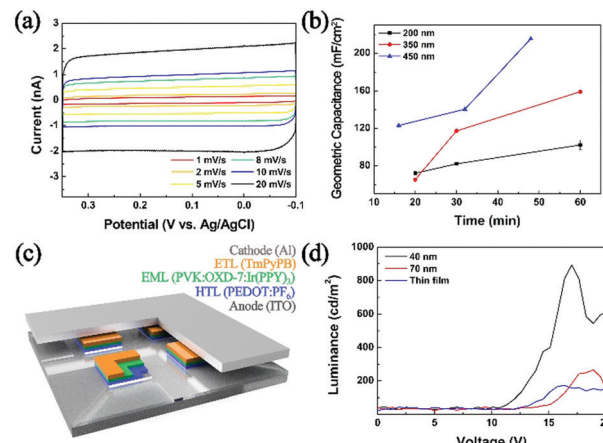 (a)
Current (nA)
3
2
1
0
-1
-2
-3
1 mV/s
8 mV/s
2 mV/s
10 mV/s
5 mV/s
20 mV/s
0.3
0.2
0.1
0.0
-0.1
Potential (V vs. Ag/AgCl)
(b)
Geometric Capacitance (mF/cm²)
200 nm
350 nm
450 nm
200
160
120
80
10
20
30
40
50
60
Time (min)
(c)
Cathode (Al)
ETL (TmPyPB)
EML (PVK:OXD-7:Ir(PPY)₃)
HTL (PEDOT:PF₆)
Anode (ITO)
(d)
Luminance (cd/m²)
40 nm
70 nm
Thin film
1000
800
600
400
200
0
0
5
10
15
Voltage (V)